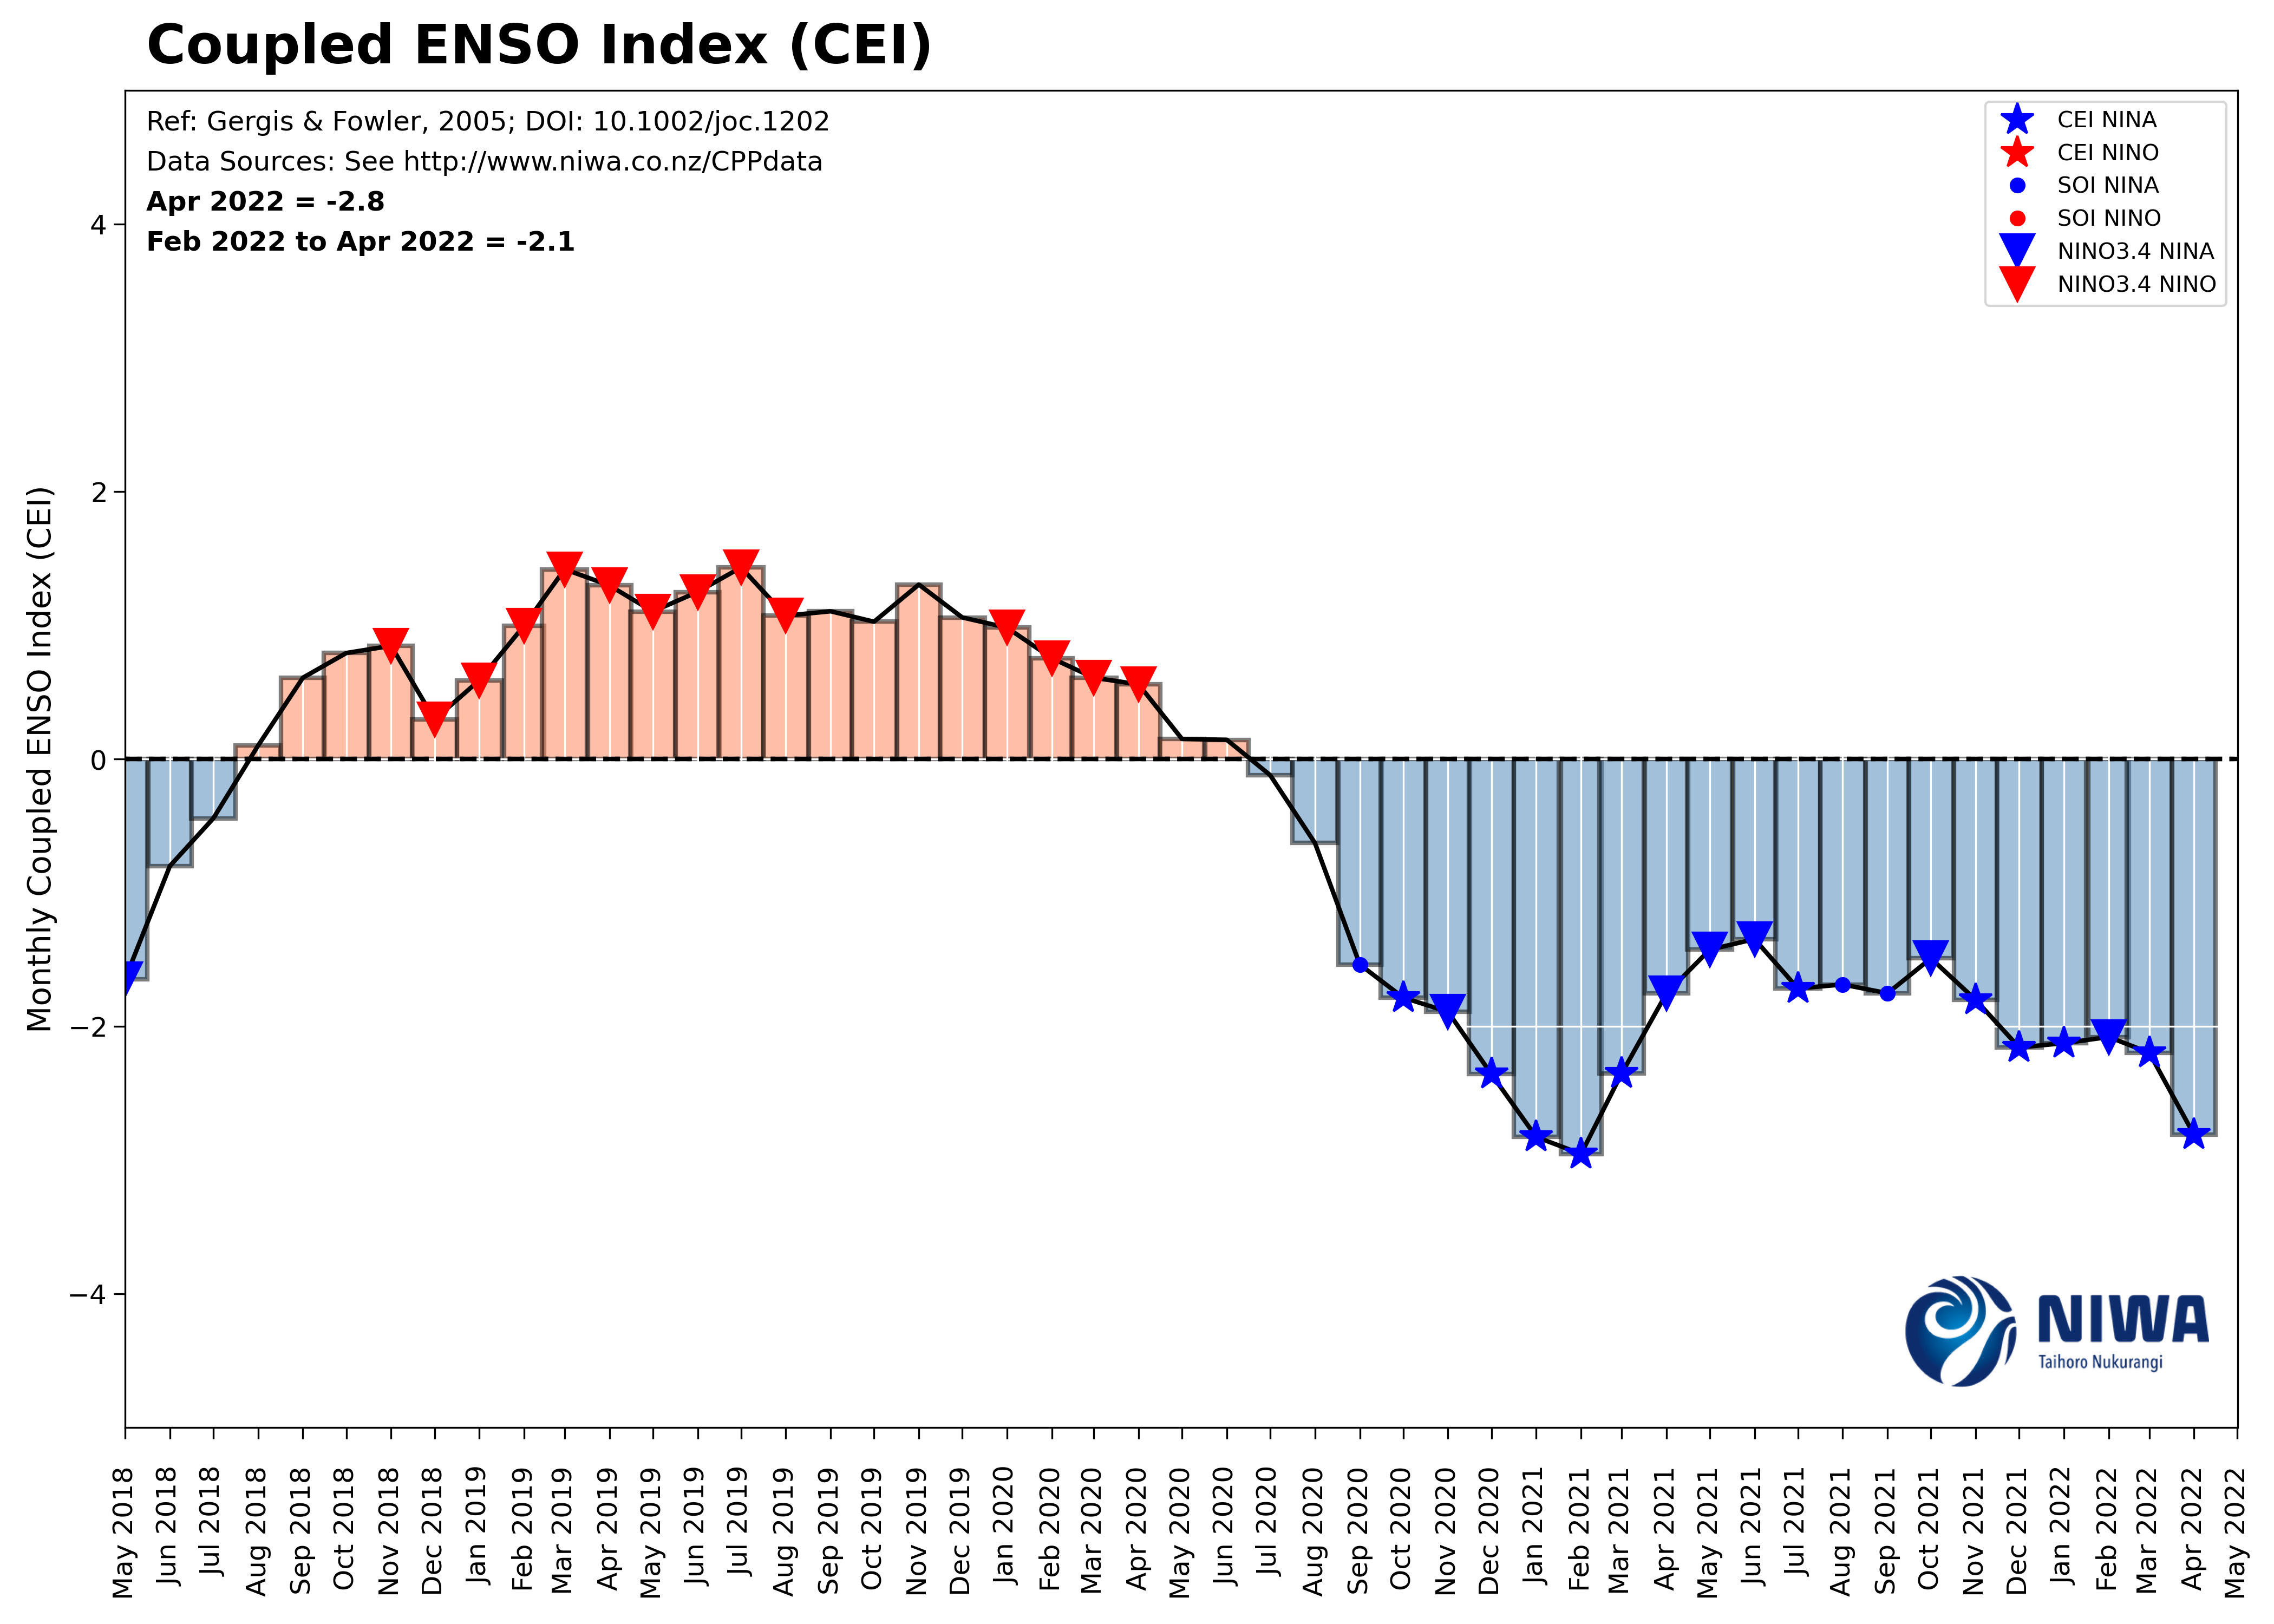 Coupled ENSO Index (CEI)
Ref: Gergis & Fowler, 2005; DOI: 10.1002/joc.1202
Data Sources: See http://www.niwa.co.nz/CPPdata
Apr 2022 = -2.8
Feb 2022 to Apr 2022 = -2.1
CEI NINA
CEI NINO
SOI NINA
SOI NINO
NINO3.4 NINA
NINO3.4 NINO
Monthly Coupled ENSO Index (CEI)
4
2
0
−2
−4
NIWA
Taihoro Nukurangi
May 2018
Jun 2018
Jul 2018
Aug 2018
Sep 2018
Oct 2018
Nov 2018
Dec 2018
Jan 2019
Feb 2019
Mar 2019
Apr 2019
May 2019
Jun 2019
Jul 2019
Aug 2019
Sep 2019
Oct 2019
Nov 2019
Dec 2019
Jan 2020
Feb 2020
Mar 2020
Apr 2020
May 2020
Jun 2020
Jul 2020
Aug 2020
Sep 2020
Oct 2020
Nov 2020
Dec 2020
Jan 2021
Feb 2021
Mar 2021
Apr 2021
May 2021
Jun 2021
Jul 2021
Aug 2021
Sep 2021
Oct 2021
Nov 2021
Dec 2021
Jan 2022
Feb 2022
Mar 2022
Apr 2022
May 2022